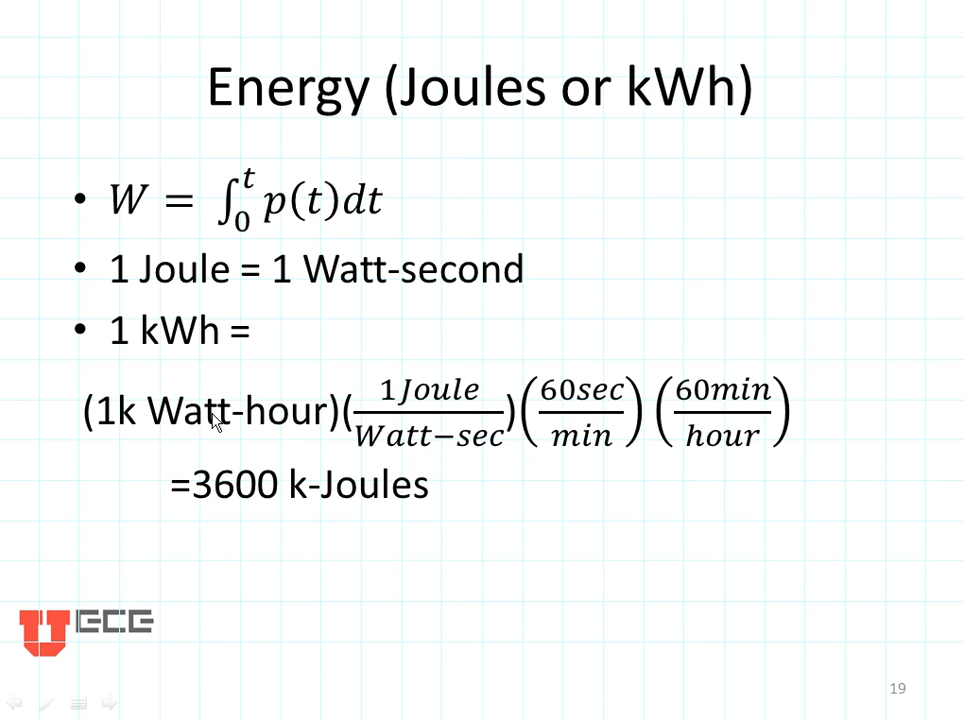 Energy (Joules or kWh)
• W = ∫₀ᵗ p(t)dt
• 1 Joule = 1 Watt-second
• 1 kWh =
(1k Watt-hour)(1Joule/Watt−sec)(60sec/min)(60min/hour)
=3600 k-Joules
U ECE
19